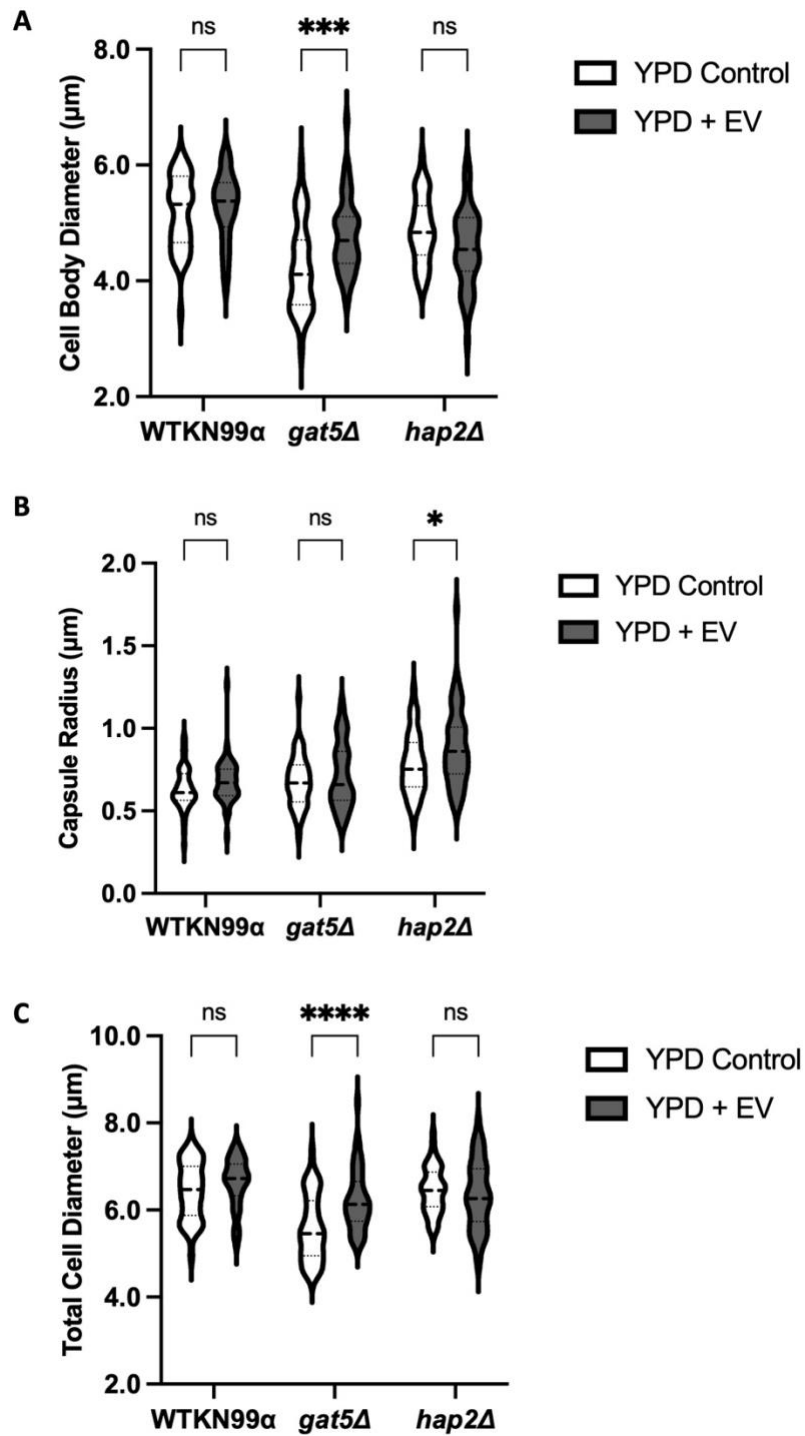 A
ns *** ns
8.0
YPD Control
YPD + EV
6.0
4.0
2.0
Cell Body Diameter (µm)
WTKN99α gat5Δ hap2Δ
B
ns ns *
2.0
YPD Control
YPD + EV
1.5
1.0
0.5
0.0
Capsule Radius (µm)
WTKN99α gat5Δ hap2Δ
C
ns **** ns
10.0
YPD Control
YPD + EV
8.0
6.0
4.0
2.0
Total Cell Diameter (µm)
WTKN99α gat5Δ hap2Δ